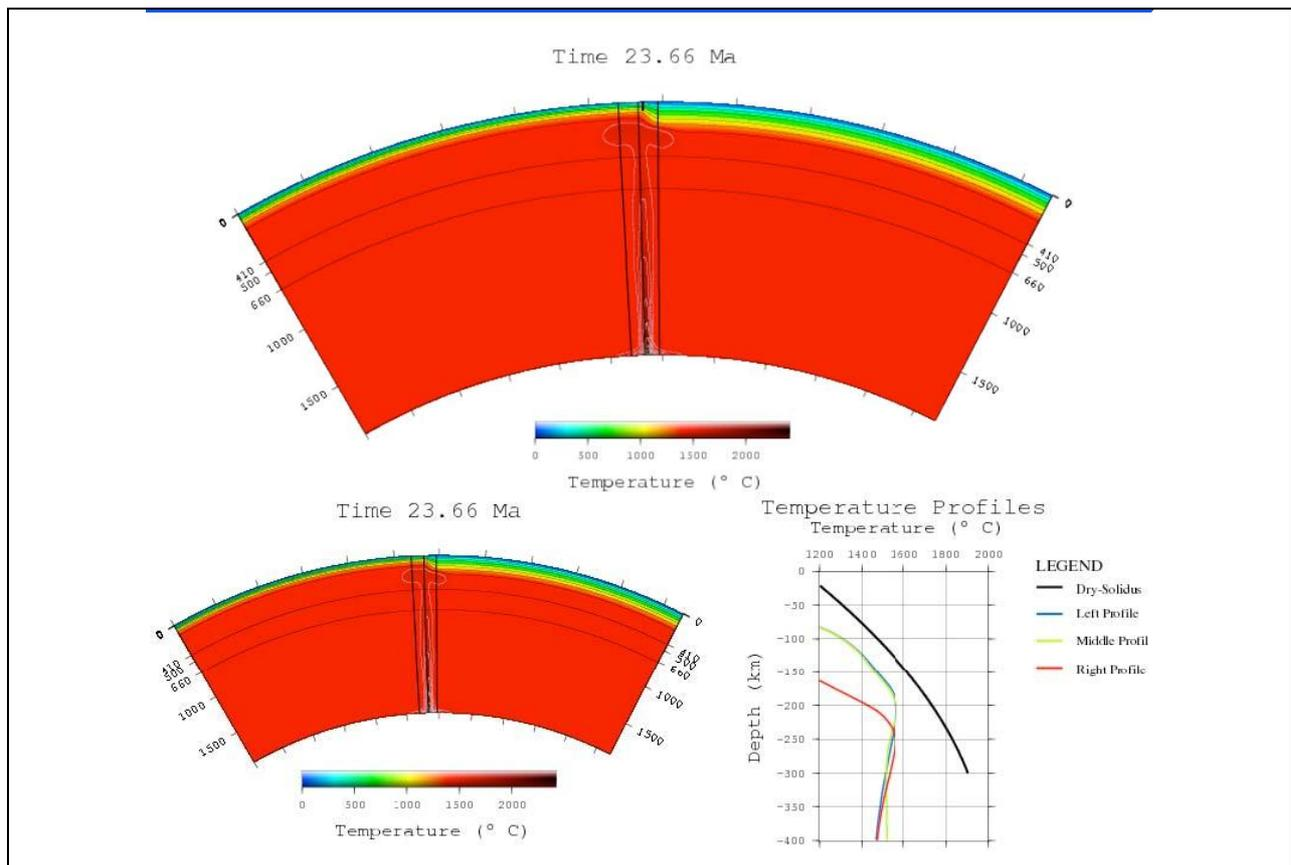 Time 23.66 Ma
0
0
410
500
660
1000
1500
410
500
660
1000
1500
0 500 1000 1500 2000
Temperature (° C)
Time 23.66 Ma
0
0
410
500
660
1000
1500
410
500
660
1000
1500
0 500 1000 1500 2000
Temperature (° C)
Temperature Profiles
Temperature (° C)
1200 1400 1600 1800 2000
0
-50
-100
-150
-200
-250
-300
-350
-400
Depth (km)
LEGEND
Dry-Solidus
Left Profile
Middle Profil
Right Profile